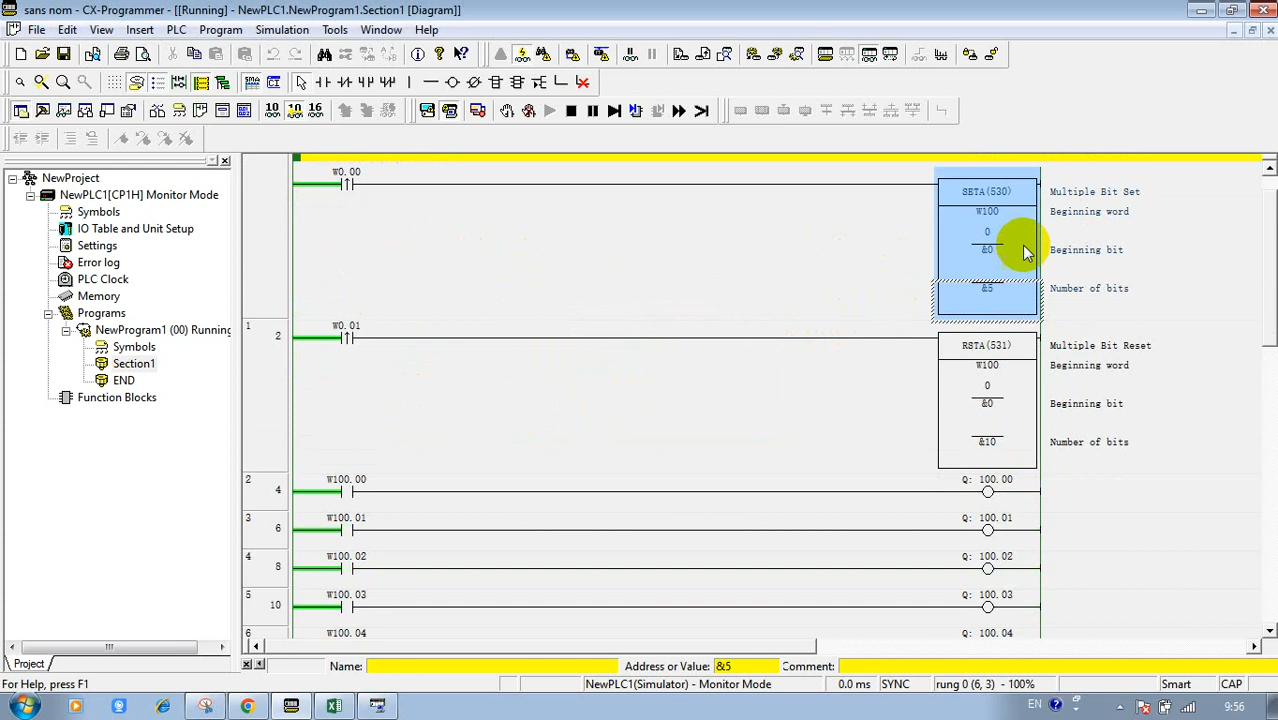 sans nom - CX-Programmer - [[Running] - NewPLC1.NewProgram1.Section1 [Diagram]]
File Edit View Insert PLC Program Simulation Tools Window Help
SMA CI
10 10 16
NewProject
NewPLC1[CP1H] Monitor Mode
Symbols
IO Table and Unit Setup
Settings
Error log
PLC Clock
Memory
Programs
NewProgram1 (00) Running
Symbols
Section1
END
Function Blocks
Project
W0.00
SETA(530) Multiple Bit Set
W100 Beginning word
0
&0 Beginning bit
&5 Number of bits
1
2
W0.01
RSTA(531) Multiple Bit Reset
W100 Beginning word
0
&0 Beginning bit
&10 Number of bits
2 W100.00 Q: 100.00
4
3 W100.01 Q: 100.01
6
4 W100.02 Q: 100.02
8
5 W100.03 Q: 100.03
10
6 W100.04 Q: 100.04
Name: Address or Value: &5 Comment:
For Help, press F1 NewPLC1(Simulator) - Monitor Mode 0.0 ms SYNC rung 0 (6, 3) - 100% Smart CAP
EN 9:56